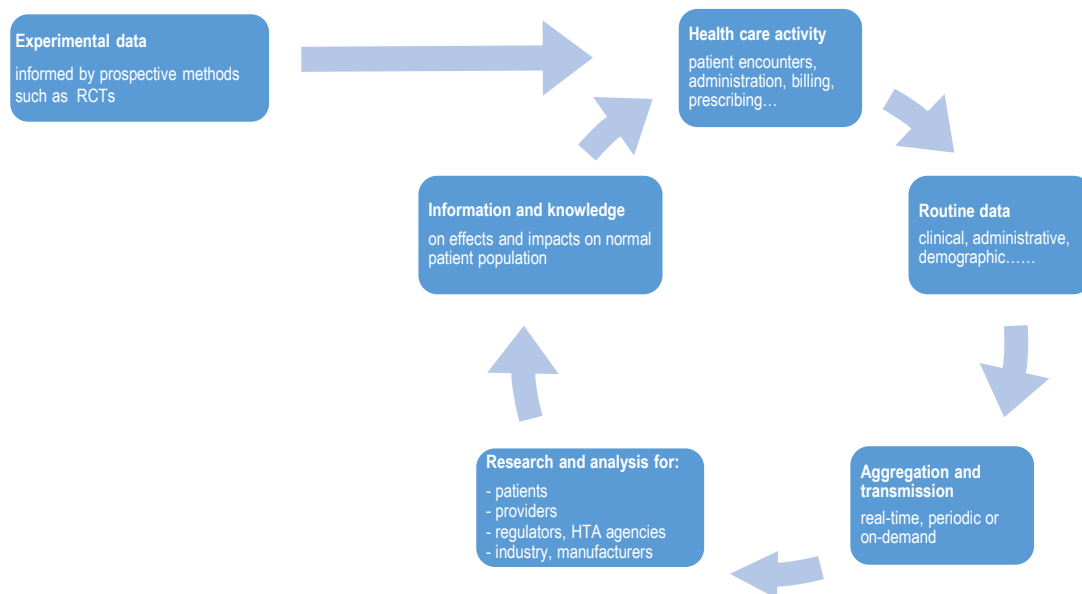 Experimental data
informed by prospective methods
such as RCTs
Health care activity
patient encounters,
administration, billing,
prescribing…
Information and knowledge
on effects and impacts on normal
patient population
Routine data
clinical, administrative,
demographic……
Research and analysis for:
- patients
- providers
- regulators, HTA agencies
- industry, manufacturers
Aggregation and
transmission
real-time, periodic or
on-demand